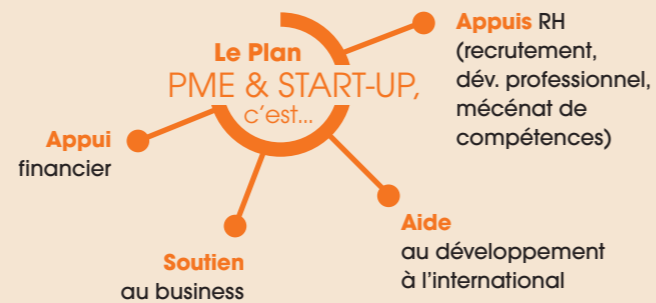 Le Plan
PME & START-UP,
c'est...
Appuis RH
(recrutement,
dév. professionnel,
mécénat de
compétences)
Aide
au développement
à l'international
Soutien
au business
Appui
financier